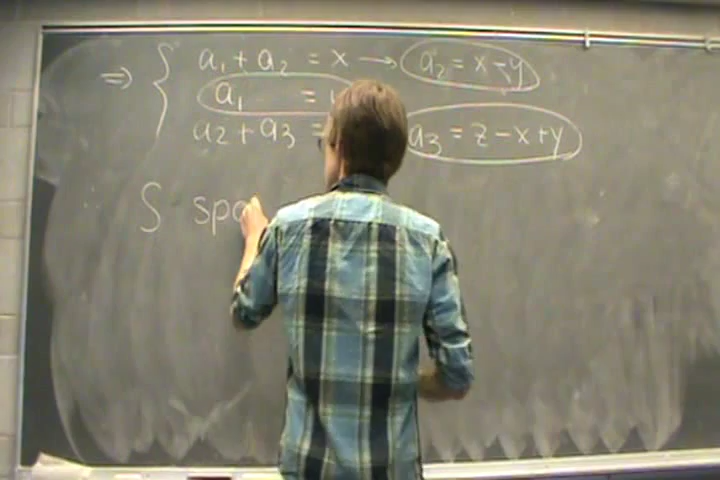 ⇒ { a₁ + a₂ = x → a₂ = x - y
a₁ =
a₂ + a₃ = a₃ = z - x + y
S spa